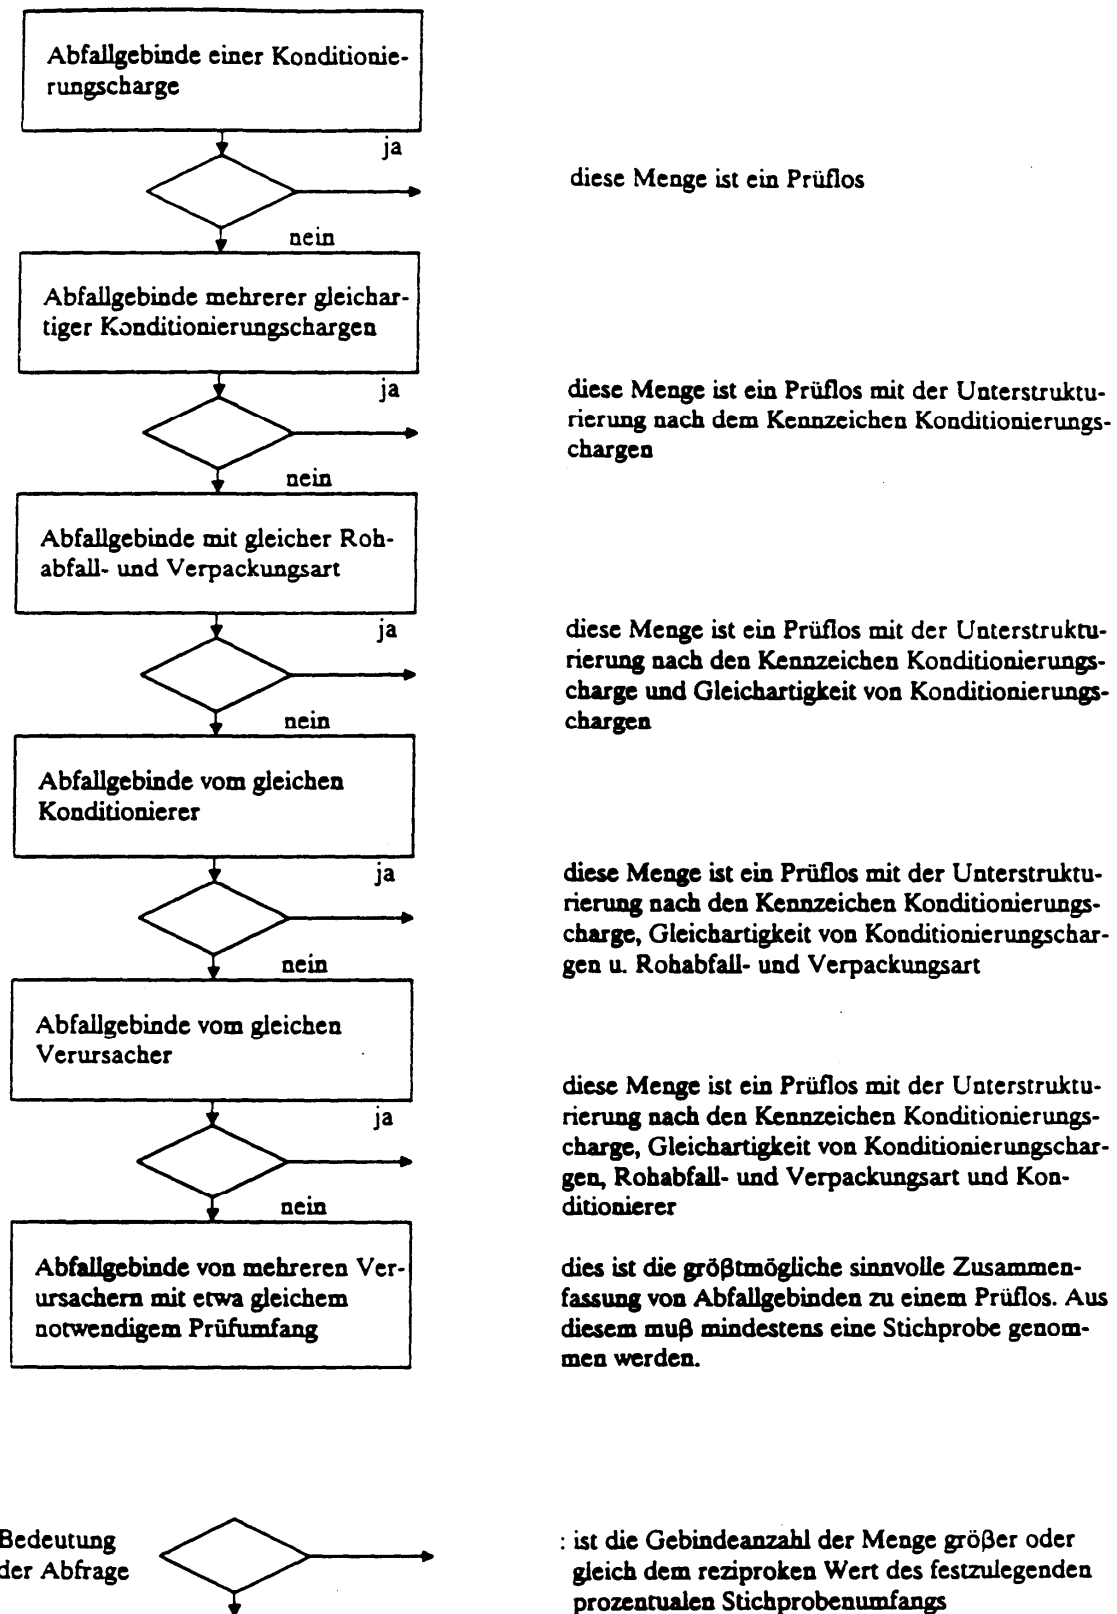 Abfallgebinde einer Konditionie-
rungscharge
ja
diese Menge ist ein Prüflos
nein
Abfallgebinde mehrerer gleichar-
tiger Konditionierungschargen
ja
diese Menge ist ein Prüflos mit der Unterstruktu-
rierung nach dem Kennzeichen Konditionierungs-
chargen
nein
Abfallgebinde mit gleicher Roh-
abfall- und Verpackungsart
ja
diese Menge ist ein Prüflos mit der Unterstruktu-
rierung nach den Kennzeichen Konditionierungs-
charge und Gleichartigkeit von Konditionierungs-
chargen
nein
Abfallgebinde vom gleichen
Konditionierer
ja
diese Menge ist ein Prüflos mit der Unterstruktu-
rierung nach den Kennzeichen Konditionierungs-
charge, Gleichartigkeit von Konditionierungschar-
gen u. Rohabfall- und Verpackungsart
nein
Abfallgebinde vom gleichen
Verursacher
ja
diese Menge ist ein Prüflos mit der Unterstruktu-
rierung nach den Kennzeichen Konditionierungs-
charge, Gleichartigkeit von Konditionierungschar-
gen, Rohabfall- und Verpackungsart und Kon-
ditionierer
nein
Abfallgebinde von mehreren Ver-
ursachern mit etwa gleichem
notwendigem Prüfumfang
dies ist die größtmögliche sinnvolle Zusammen-
fassung von Abfallgebinden zu einem Prüflos. Aus
diesem muß mindestens eine Stichprobe genom-
men werden.
Bedeutung
der Abfrage
: ist die Gebindeanzahl der Menge größer oder
gleich dem reziproken Wert des festzulegenden
prozentualen Stichprobenumfangs